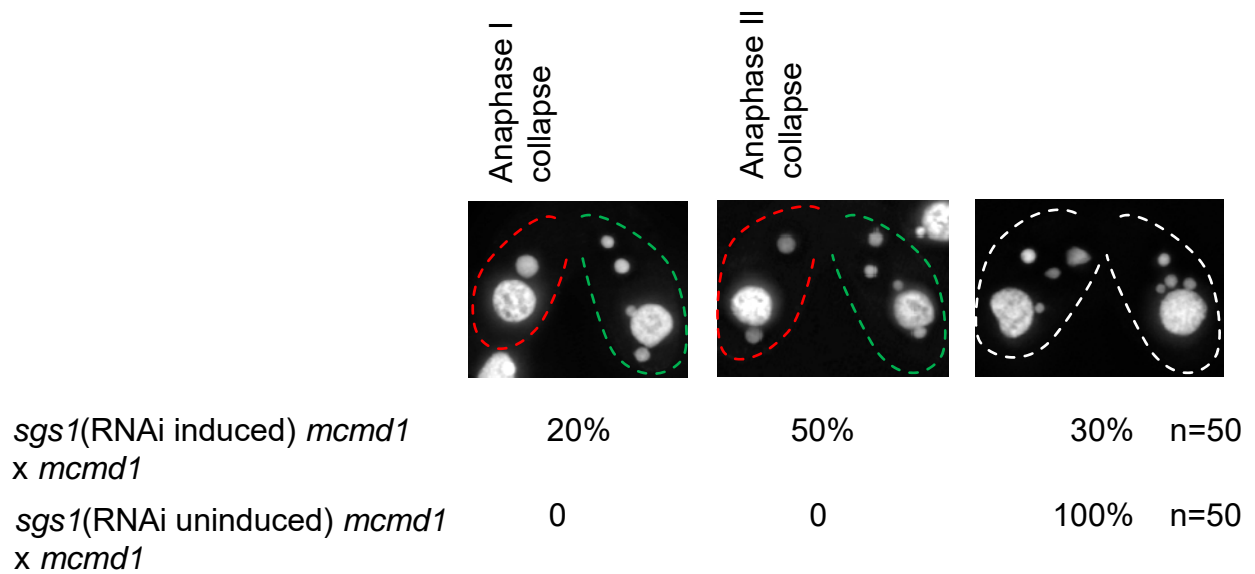 Anaphase I
collapse
Anaphase II
collapse
sgs1(RNAi induced) mcmd1
x mcmd1
20%
50%
30%
n=50
sgs1(RNAi uninduced) mcmd1
x mcmd1
0
0
100%
n=50